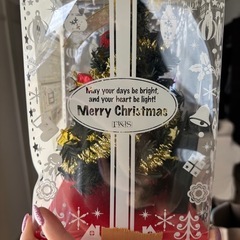 May your days be bright,
and your heart be light!
Merry Christmas